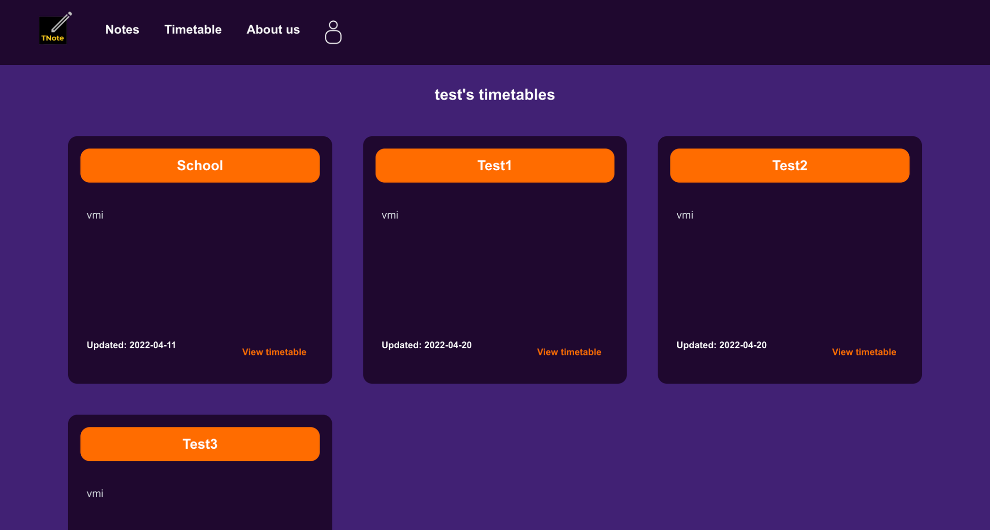 TNote
Notes Timetable About us
test's timetables
School
vmi
Updated: 2022-04-11
View timetable
Test1
vmi
Updated: 2022-04-20
View timetable
Test2
vmi
Updated: 2022-04-20
View timetable
Test3
vmi